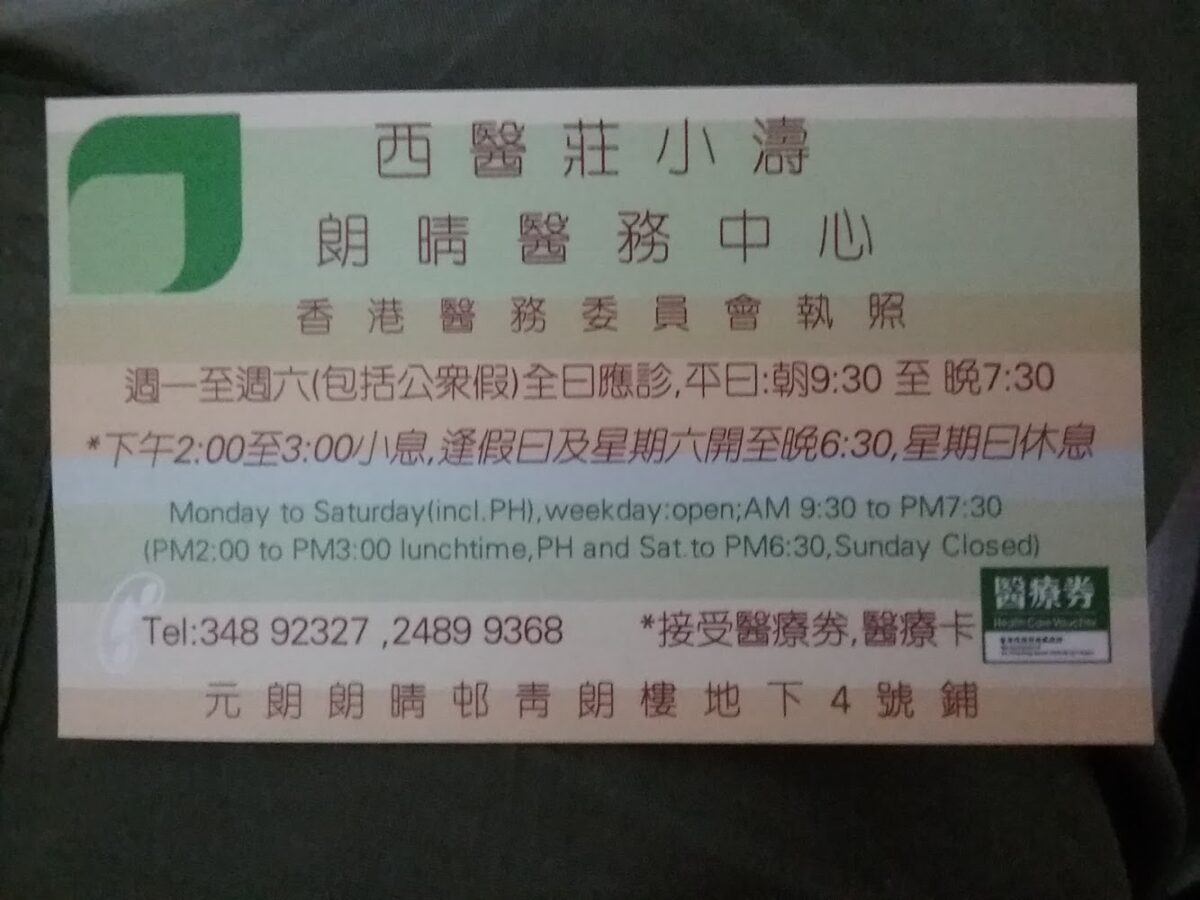 西醫莊小濤
朗晴醫務中心
香港醫務委員會執照
週一至週六(包括公眾假)全日應診,平日:朝9:30 至 晚7:30
*下午2:00至3:00小息,逢假日及星期六開至晚6:30,星期日休息
Monday to Saturday(incl.PH),weekday:open;AM 9:30 to PM7:30
(PM2:00 to PM3:00 lunchtime,PH and Sat.to PM6:30,Sunday Closed)
醫療券
Health Care Voucher
Tel:348 92327 ,2489 9368 *接受醫療券,醫療卡
元朗朗晴邨青朗樓地下4號鋪